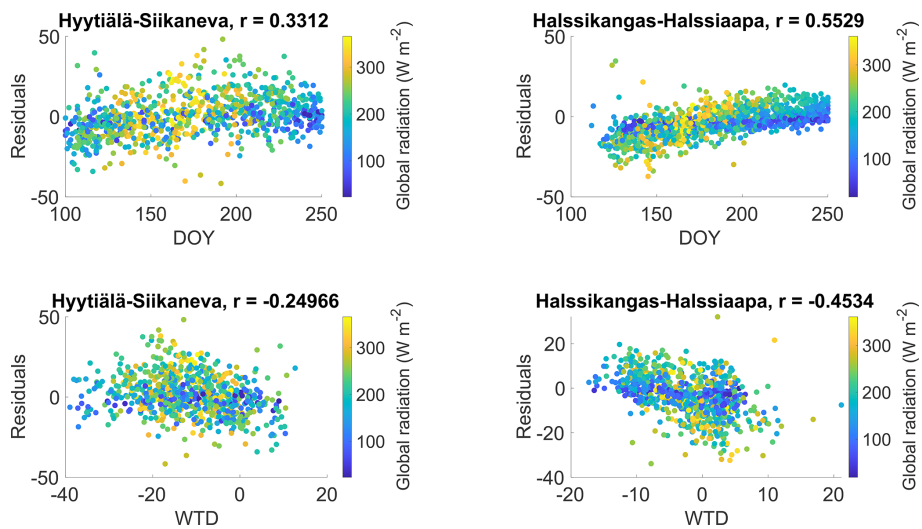 Hyytiälä-Siikaneva, r = 0.3312
50
0
-50
Residuals
100
150
200
250
DOY
300
200
100
Global radiation (W m-2)
Halssikangas-Halssiaapa, r = 0.5529
50
0
-50
Residuals
100
150
200
250
DOY
300
200
100
Global radiation (W m-2)
Hyytiälä-Siikaneva, r = -0.24966
50
0
-50
Residuals
-40
-20
0
20
WTD
300
200
100
Global radiation (W m-2)
Halssikangas-Halssiaapa, r = -0.4534
20
0
-20
-40
Residuals
-20
-10
0
10
20
WTD
300
200
100
Global radiation (W m-2)